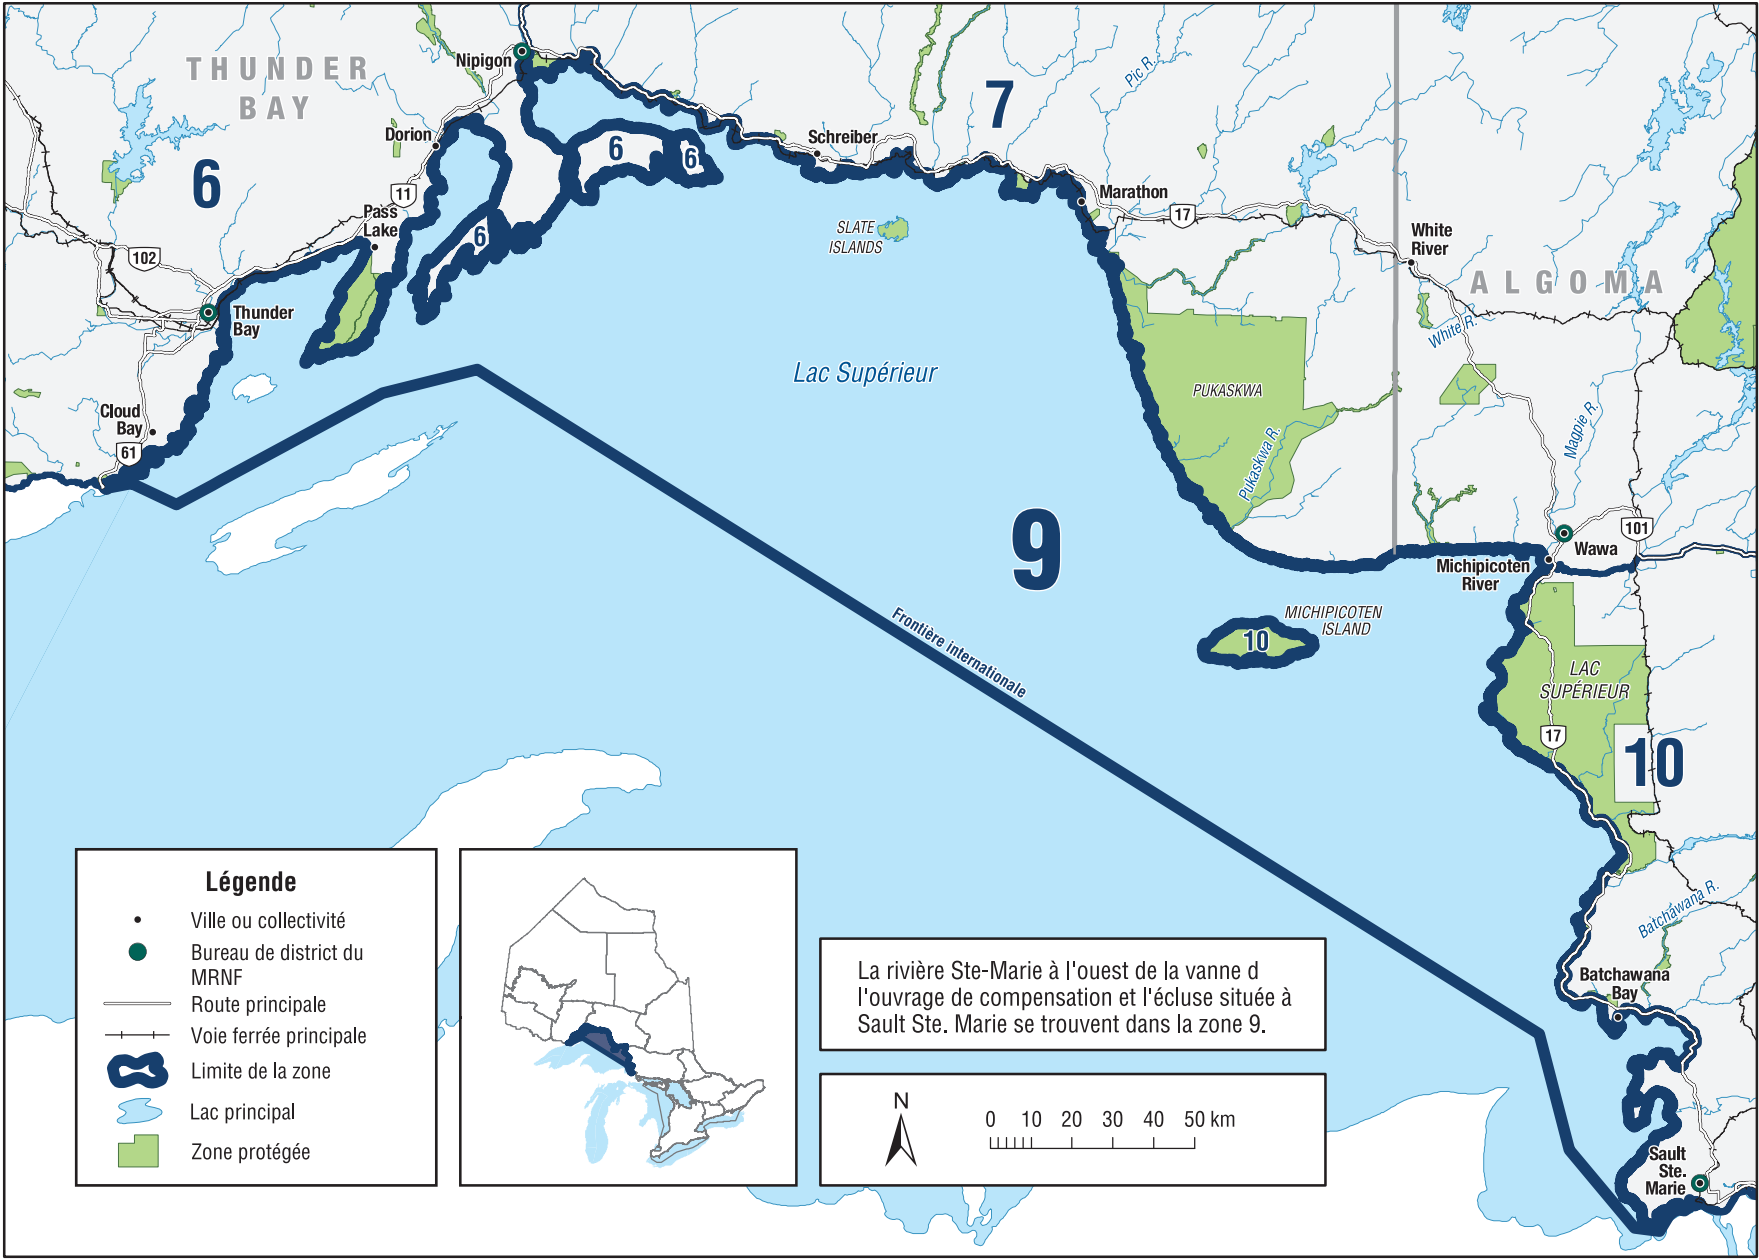 THUNDER
BAY
Nipigon
Dorion
6
11
Pass
Lake
102
Thunder
Bay
Cloud
Bay
61
6
6
6
7
Pic R.
Schreiber
Marathon
17
SLATE
ISLANDS
White
River
ALGOMA
White R.
Lac Supérieur
PUKASKWA
Pukaskwa R.
Magpie R.
9
101
Wawa
Michipicoten
River
MICHIPICOTEN
ISLAND
10
Frontière internationale
LAC
SUPÉRIEUR
17
10
Batchawana R.
Batchawana
Bay
Sault
Ste.
Marie
Légende
Ville ou collectivité
Bureau de district du
MRNF
Route principale
Voie ferrée principale
Limite de la zone
Lac principal
Zone protégée
La rivière Ste-Marie à l'ouest de la vanne d
l'ouvrage de compensation et l'écluse située à
Sault Ste. Marie se trouvent dans la zone 9.
N
0 10 20 30 40 50 km